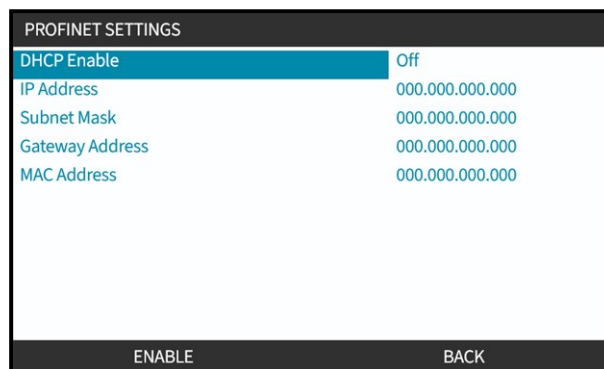 PROFINET SETTINGS
DHCP Enable Off
IP Address 000.000.000.000
Subnet Mask 000.000.000.000
Gateway Address 000.000.000.000
MAC Address 000.000.000.000
ENABLE BACK